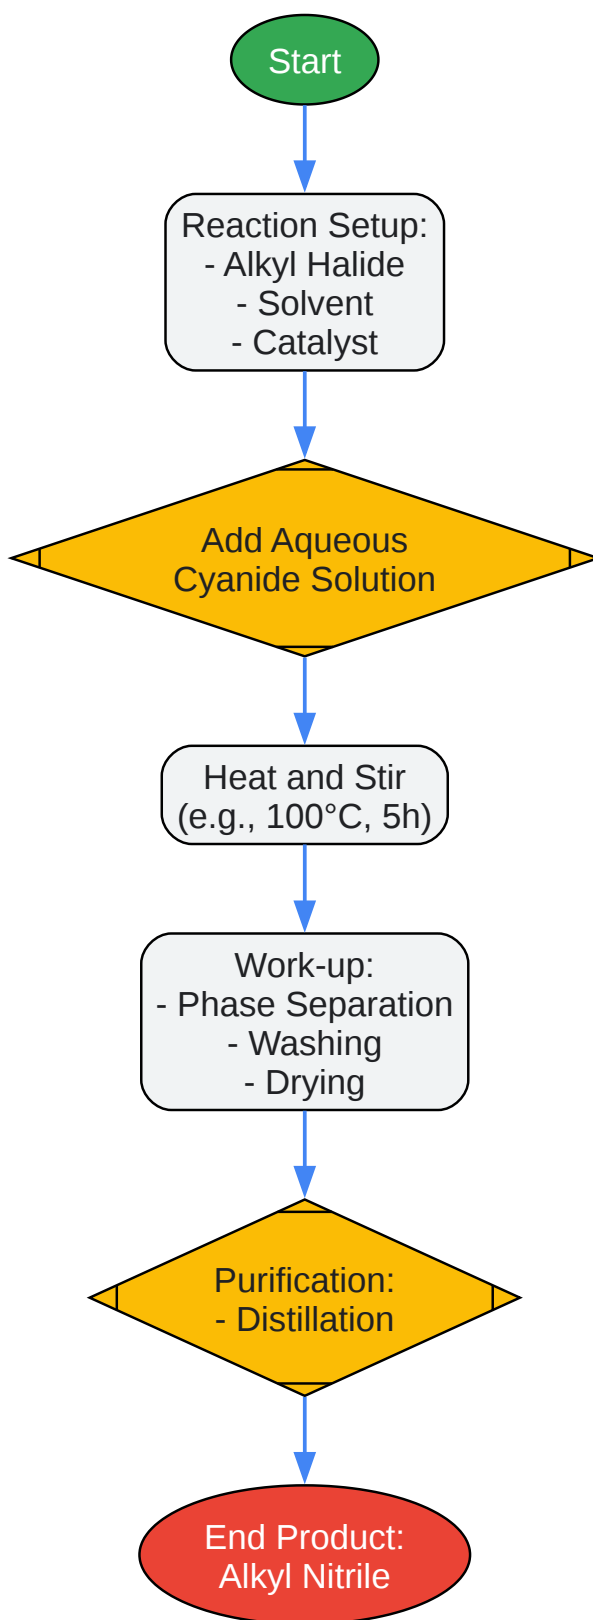 Start
Reaction Setup:
- Alkyl Halide
- Solvent
- Catalyst
Add Aqueous
Cyanide Solution
Heat and Stir
(e.g., 100°C, 5h)
Work-up:
- Phase Separation
- Washing
- Drying
Purification:
- Distillation
End Product:
Alkyl Nitrile